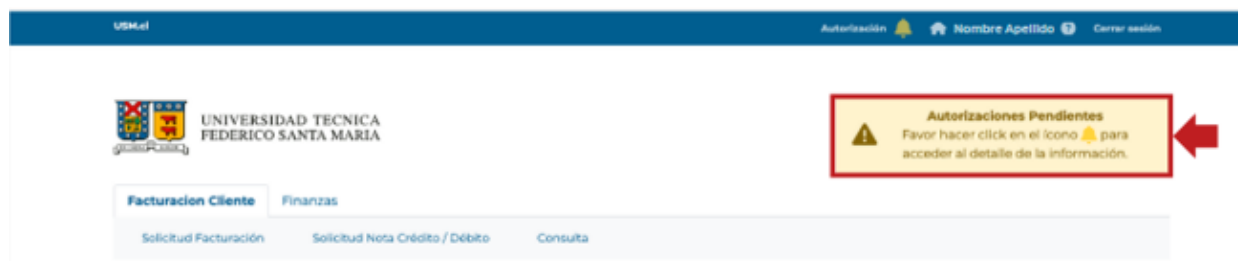 USM.cl
Autorización Nombre Apellido ? Cerrar sesión
UNIVERSIDAD TECNICA
FEDERICO SANTA MARIA
Autorizaciones Pendientes
Favor hacer click en el ícono para
acceder al detalle de la información.
Facturacion Cliente Finanzas
Solicitud Facturación Solicitud Nota Crédito / Débito Consulta